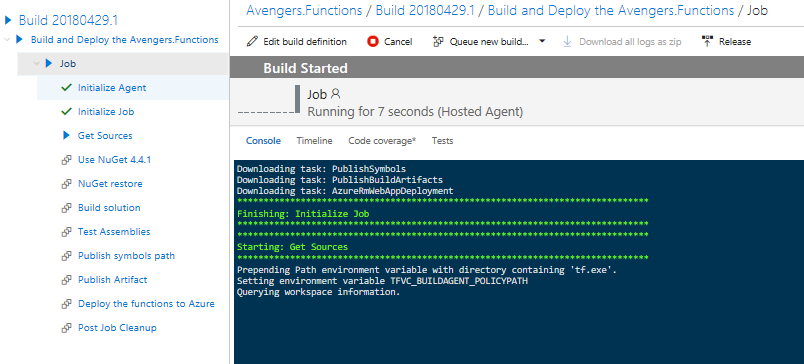 Build 20180429.1
Build and Deploy the Avengers.Functions
Job
Initialize Agent
Initialize Job
Get Sources
Use NuGet 4.4.1
NuGet restore
Build solution
Test Assemblies
Publish symbols path
Publish Artifact
Deploy the functions to Azure
Post Job Cleanup
Avengers.Functions / Build 20180429.1 / Build and Deploy the Avengers.Functions / Job
Edit build definition Cancel Queue new build... Download all logs as zip Release
Build Started
Job
Running for 7 seconds (Hosted Agent)
Console Timeline Code coverage* Tests
Downloading task: PublishSymbols
Downloading task: PublishBuildArtifacts
Downloading task: AzureRmWebAppDeployment
******************************************************************************
Finishing: Initialize Job
******************************************************************************
******************************************************************************
Starting: Get Sources
******************************************************************************
Prepending Path environment variable with directory containing 'tf.exe'.
Setting environment variable TFVC_BUILDAGENT_POLICYPATH
Querying workspace information.